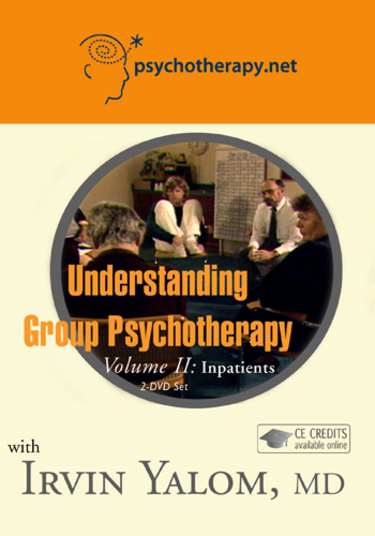 psychotherapy.net
Understanding
Group Psychotherapy
Volume II: Inpatients
2-DVD Set
CE CREDITS
available online
with
IRVIN YALOM, MD